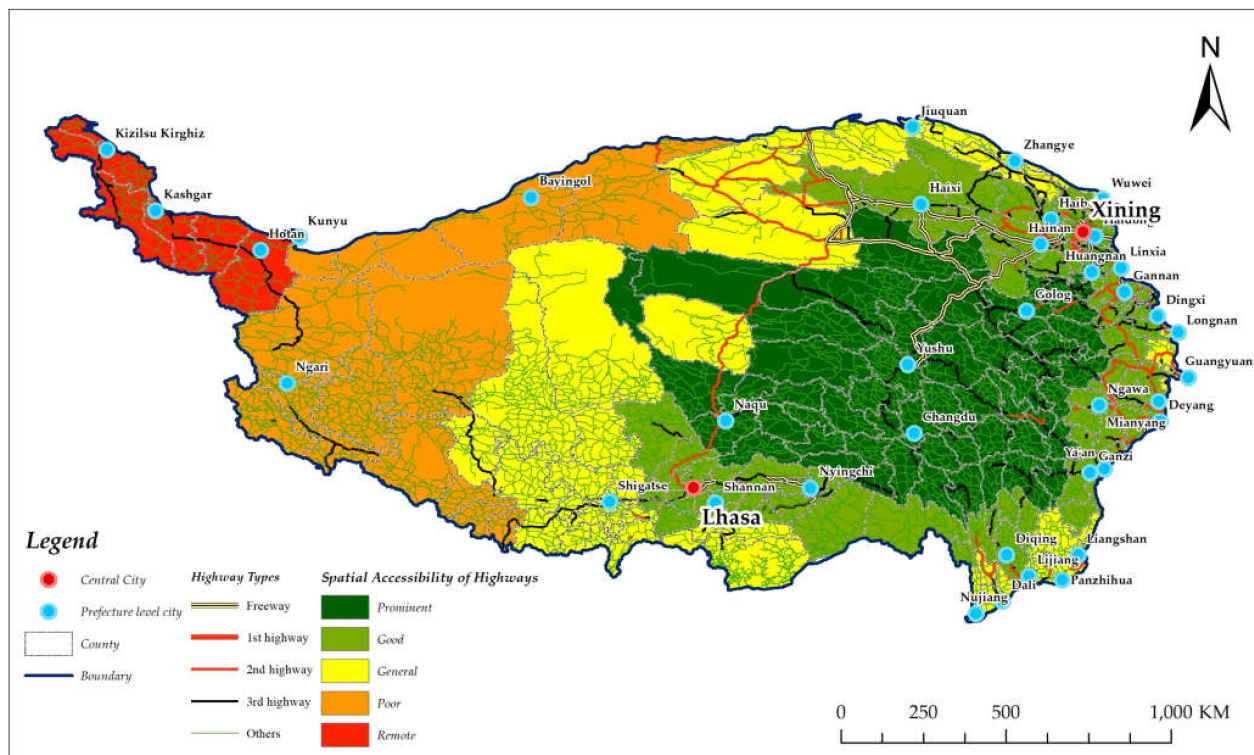 N
Jiuquan
Kizilsu Kirghiz
Zhangye
Bayingol
Haixi
Wuwei
Kashgar
Haib
Xining
Kunyu
Hotan
Hainan
Linxia
Huangnan
Gannan
Golog
Dingxi
Longnan
Yushu
Guangyuan
Ngari
Ngawa
Deyang
Naqu
Changdu
Mianyang
Ya'an
Ganzi
Nyingchi
Shigatse
Shannan
Lhasa
Diqing
Liangshan
Lijiang
Dali
Panzhihua
Nujiang
Legend
Central City
Prefecture level city
County
Boundary
Highway Types
Freeway
1st highway
2nd highway
3rd highway
Others
Spatial Accessibility of Highways
Prominent
Good
General
Poor
Remote
0 250 500 1,000 KM